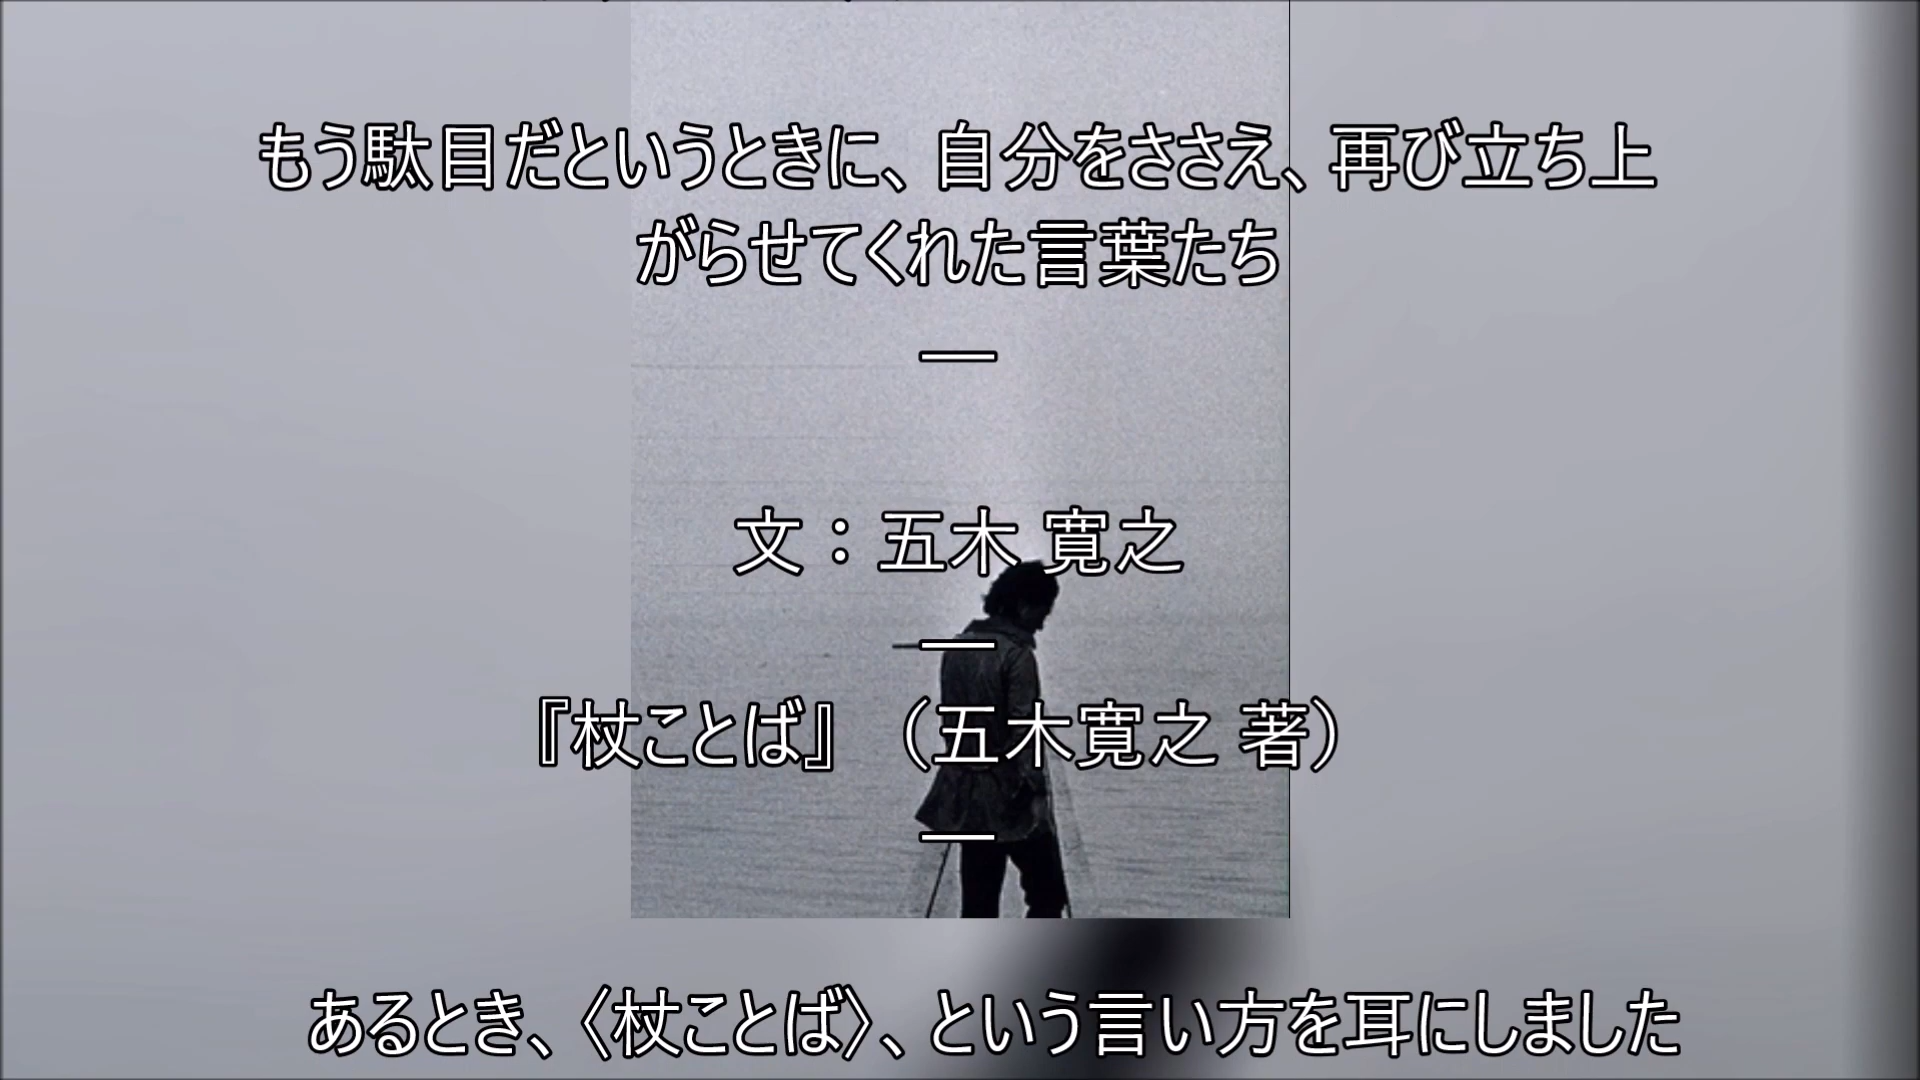 もう駄目だというときに、自分をささえ、再び立ち上
がらせてくれた言葉たち
―
文：五木 寛之
―
『杖ことば』 （五木寛之 著）
―
あるとき、〈杖ことば〉、という言い方を耳にしました